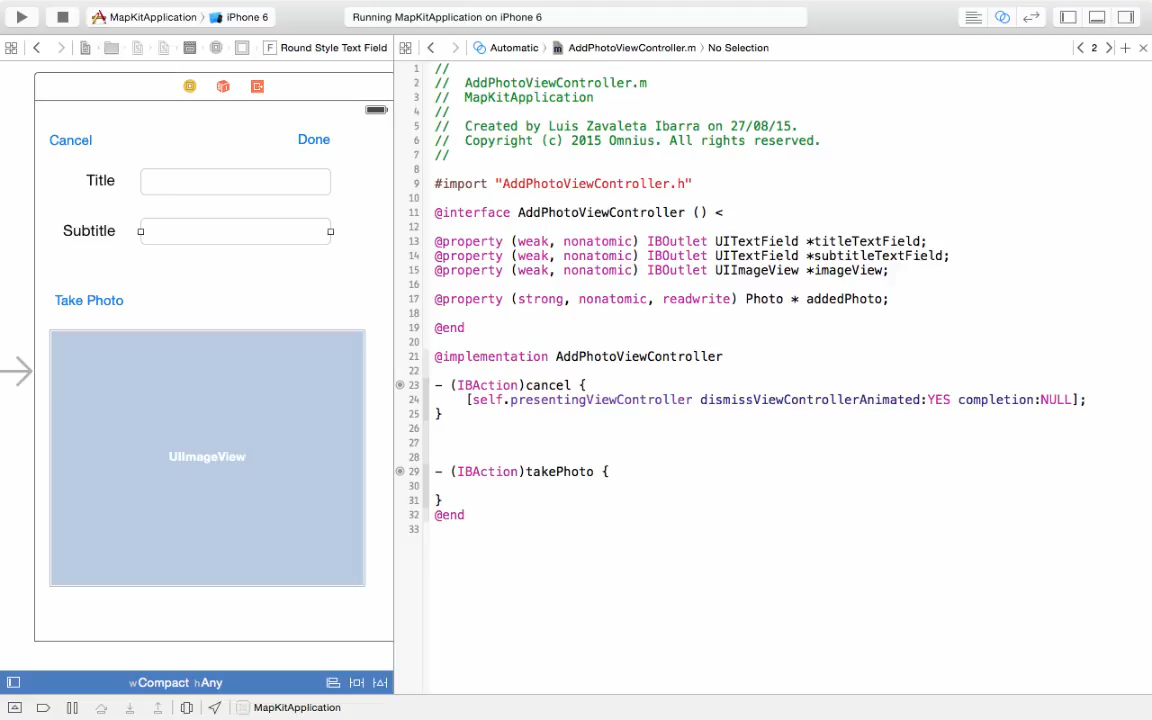 MapKitApplication iPhone 6
Running MapKitApplication on iPhone 6
F Round Style Text Field
Automatic AddPhotoViewController.m No Selection
2
Cancel
Done
Title
Subtitle
Take Photo
UIImageView
wCompact hAny
1 //
2 //  AddPhotoViewController.m
3 //  MapKitApplication
4 //
5 //  Created by Luis Zavaleta Ibarra on 27/08/15.
6 //  Copyright (c) 2015 Omnius. All rights reserved.
7 //
8
9 #import "AddPhotoViewController.h"
10
11 @interface AddPhotoViewController () <
12
13 @property (weak, nonatomic) IBOutlet UITextField *titleTextField;
14 @property (weak, nonatomic) IBOutlet UITextField *subtitleTextField;
15 @property (weak, nonatomic) IBOutlet UIImageView *imageView;
16
17 @property (strong, nonatomic, readwrite) Photo * addedPhoto;
18
19 @end
20
21 @implementation AddPhotoViewController
22
23 - (IBAction)cancel {
24     [self.presentingViewController dismissViewControllerAnimated:YES completion:NULL];
25 }
26
27
28
29 - (IBAction)takePhoto {
30
31 }
32 @end
33
MapKitApplication